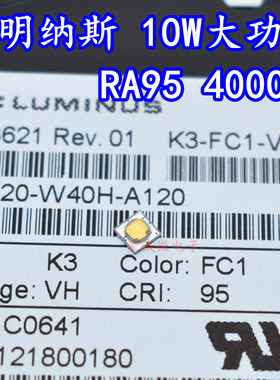 明纳斯 10W大功
RA95 4000
LUMINUS
3621 Rev. 01 K3-FC1-V
20-W40H-A120
K3 Color: FC1
ge: VH CRI: 95
C0641
121800180